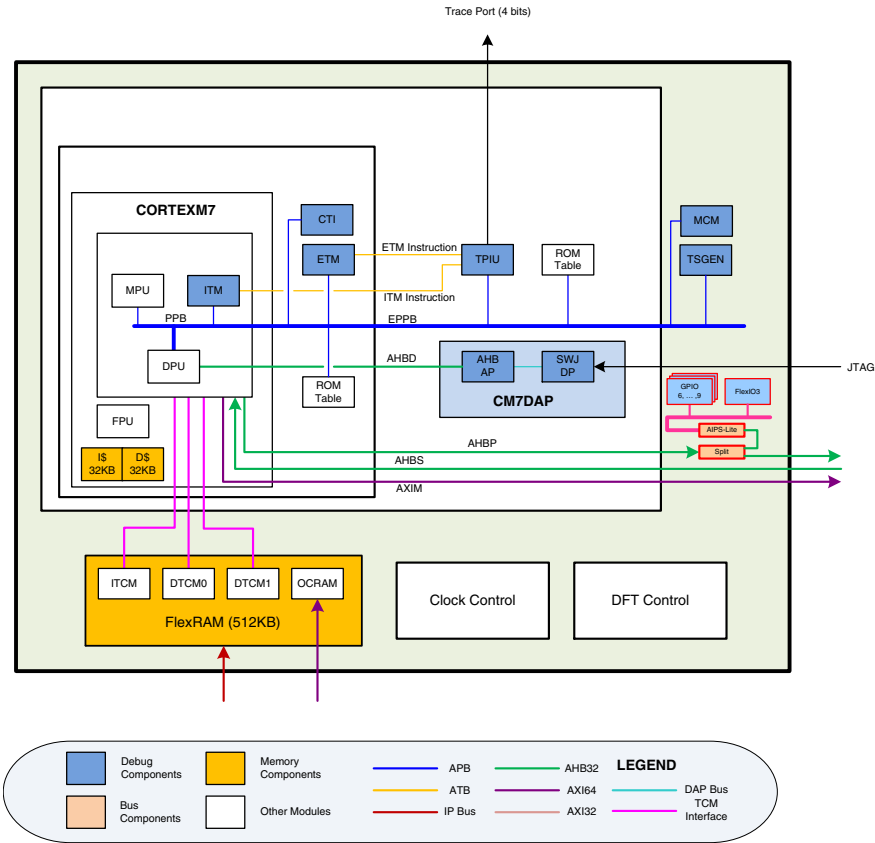 Trace Port (4 bits)
CORTEXM7
CTI
MCM
ETM Instruction
ETM
TPIU
ROM
Table
TSGEN
MPU
ITM
ITM Instruction
PPB
EPPB
DPU
AHBD
AHB
AP
SWJ
DP
JTAG
CM7DAP
ROM
Table
GPIO
6, ... ,9
FlexIO3
FPU
AIPS-Lite
AHBP
Split
I$
32KB
D$
32KB
AHBS
AXIM
ITCM
DTCM0
DTCM1
OCRAM
FlexRAM (512KB)
Clock Control
DFT Control
LEGEND
Debug
Components
Memory
Components
APB
AHB32
ATB
AXI64
DAP Bus
Bus
Components
Other Modules
IP Bus
AXI32
TCM
Interface